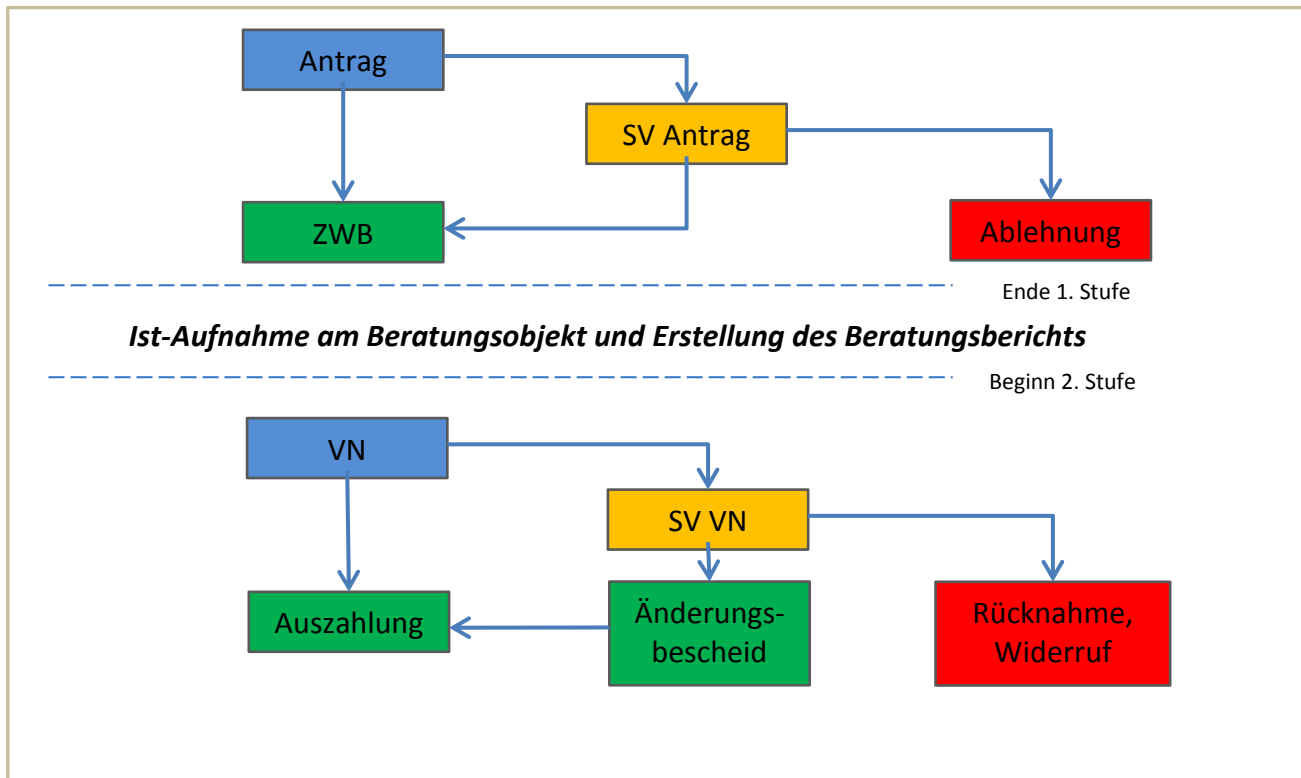 Antrag
SV Antrag
ZWB
Ablehnung
Ende 1. Stufe
Ist-Aufnahme am Beratungsobjekt und Erstellung des Beratungsberichts
Beginn 2. Stufe
VN
SV VN
Auszahlung
Änderungs-
bescheid
Rücknahme,
Widerruf